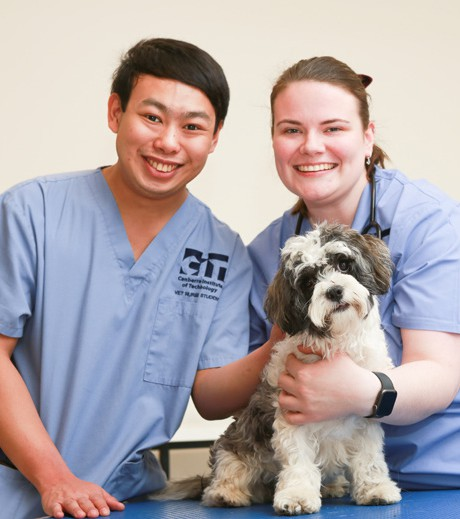 CIT
Canberra Institute
of Technology
VET NURSE STUDENT